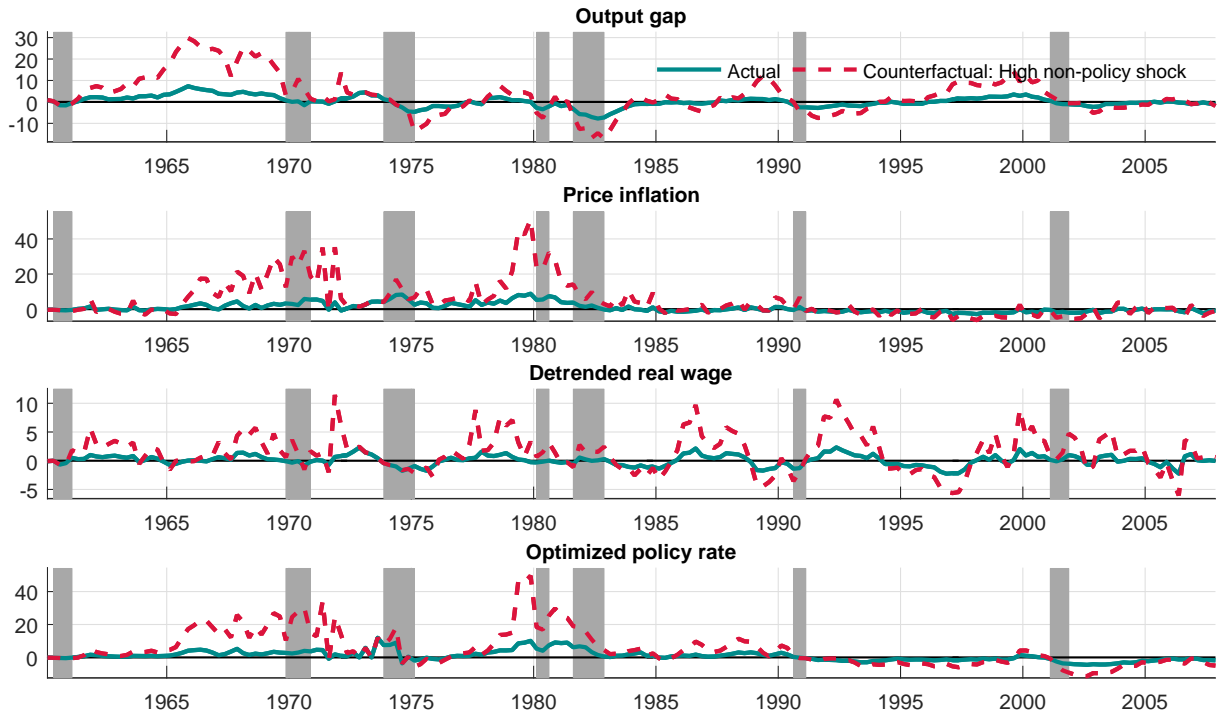 Output gap
Actual Counterfactual: High non-policy shock
30
20
10
0
-10
1965 1970 1975 1980 1985 1990 1995 2000 2005
Price inflation
40
20
0
1965 1970 1975 1980 1985 1990 1995 2000 2005
Detrended real wage
10
5
0
-5
1965 1970 1975 1980 1985 1990 1995 2000 2005
Optimized policy rate
40
20
0
1965 1970 1975 1980 1985 1990 1995 2000 2005